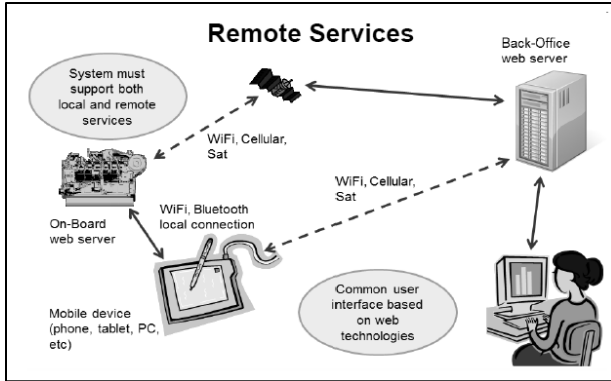 Remote Services
Back-Office
web server
System must
support both
local and remote
services
WiFi, Cellular,
Sat
WiFi, Cellular,
Sat
On-Board
web server
WiFi, Bluetooth
local connection
Mobile device
(phone, tablet, PC,
etc)
Common user
interface based
on web
technologies